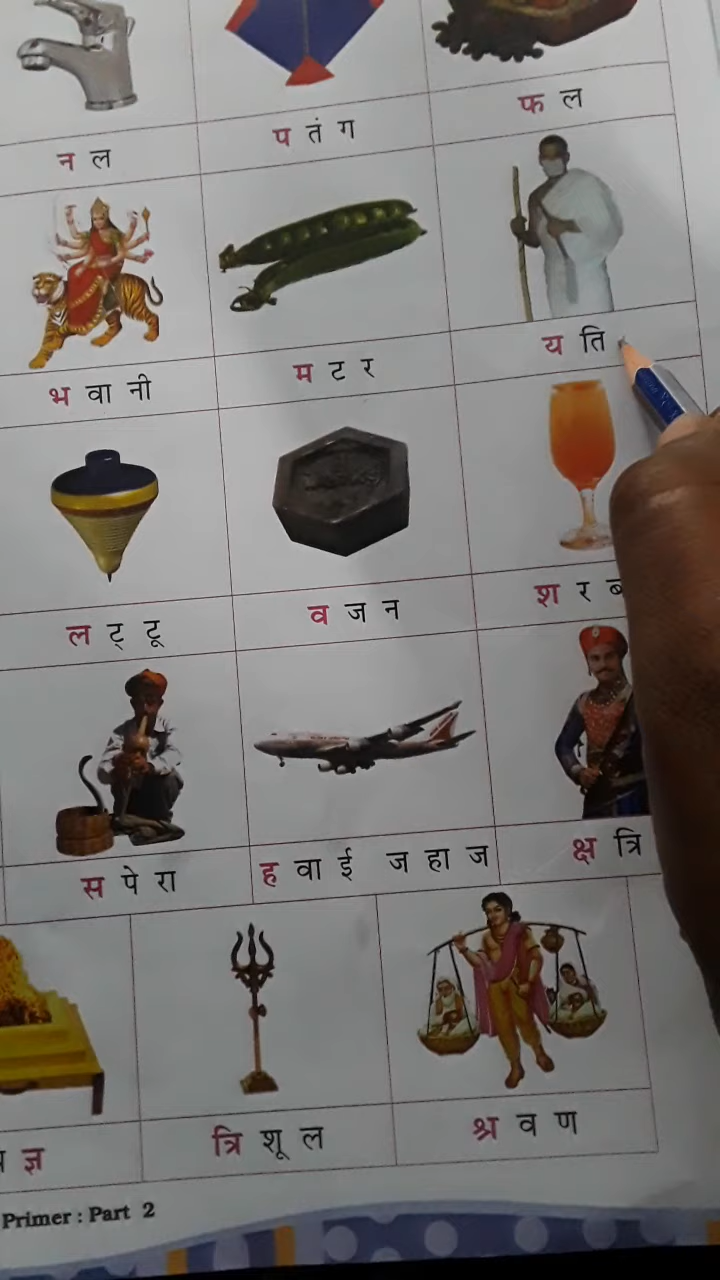 न ल प तं ग फ ल
भ वा नी म ट र य ति
ल ट् टू व ज न श र
स पे रा ह वा ई ज हा ज क्ष त्रि
ज्ञ त्रि शू ल श्र व ण
Primer : Part 2